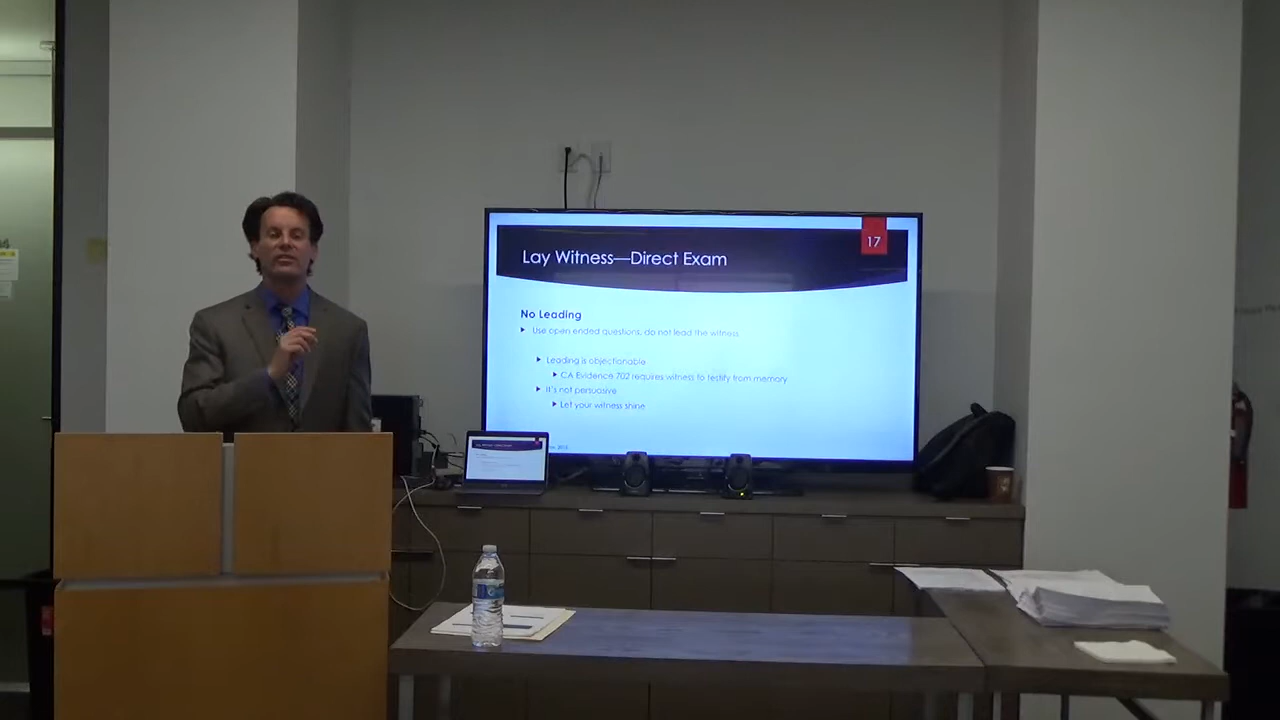 17
Lay Witness—Direct Exam
No Leading
Use open ended questions, do not lead the witness
Leading is objectionable
CA Evidence 702 requires witness to testify from memory
It's not persuasive
Let your witness shine